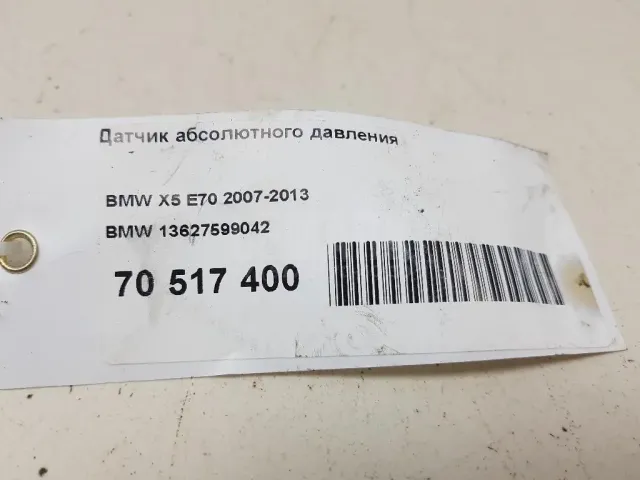 Датчик абсолютного давления
BMW X5 E70 2007-2013
BMW 13627599042
70 517 400